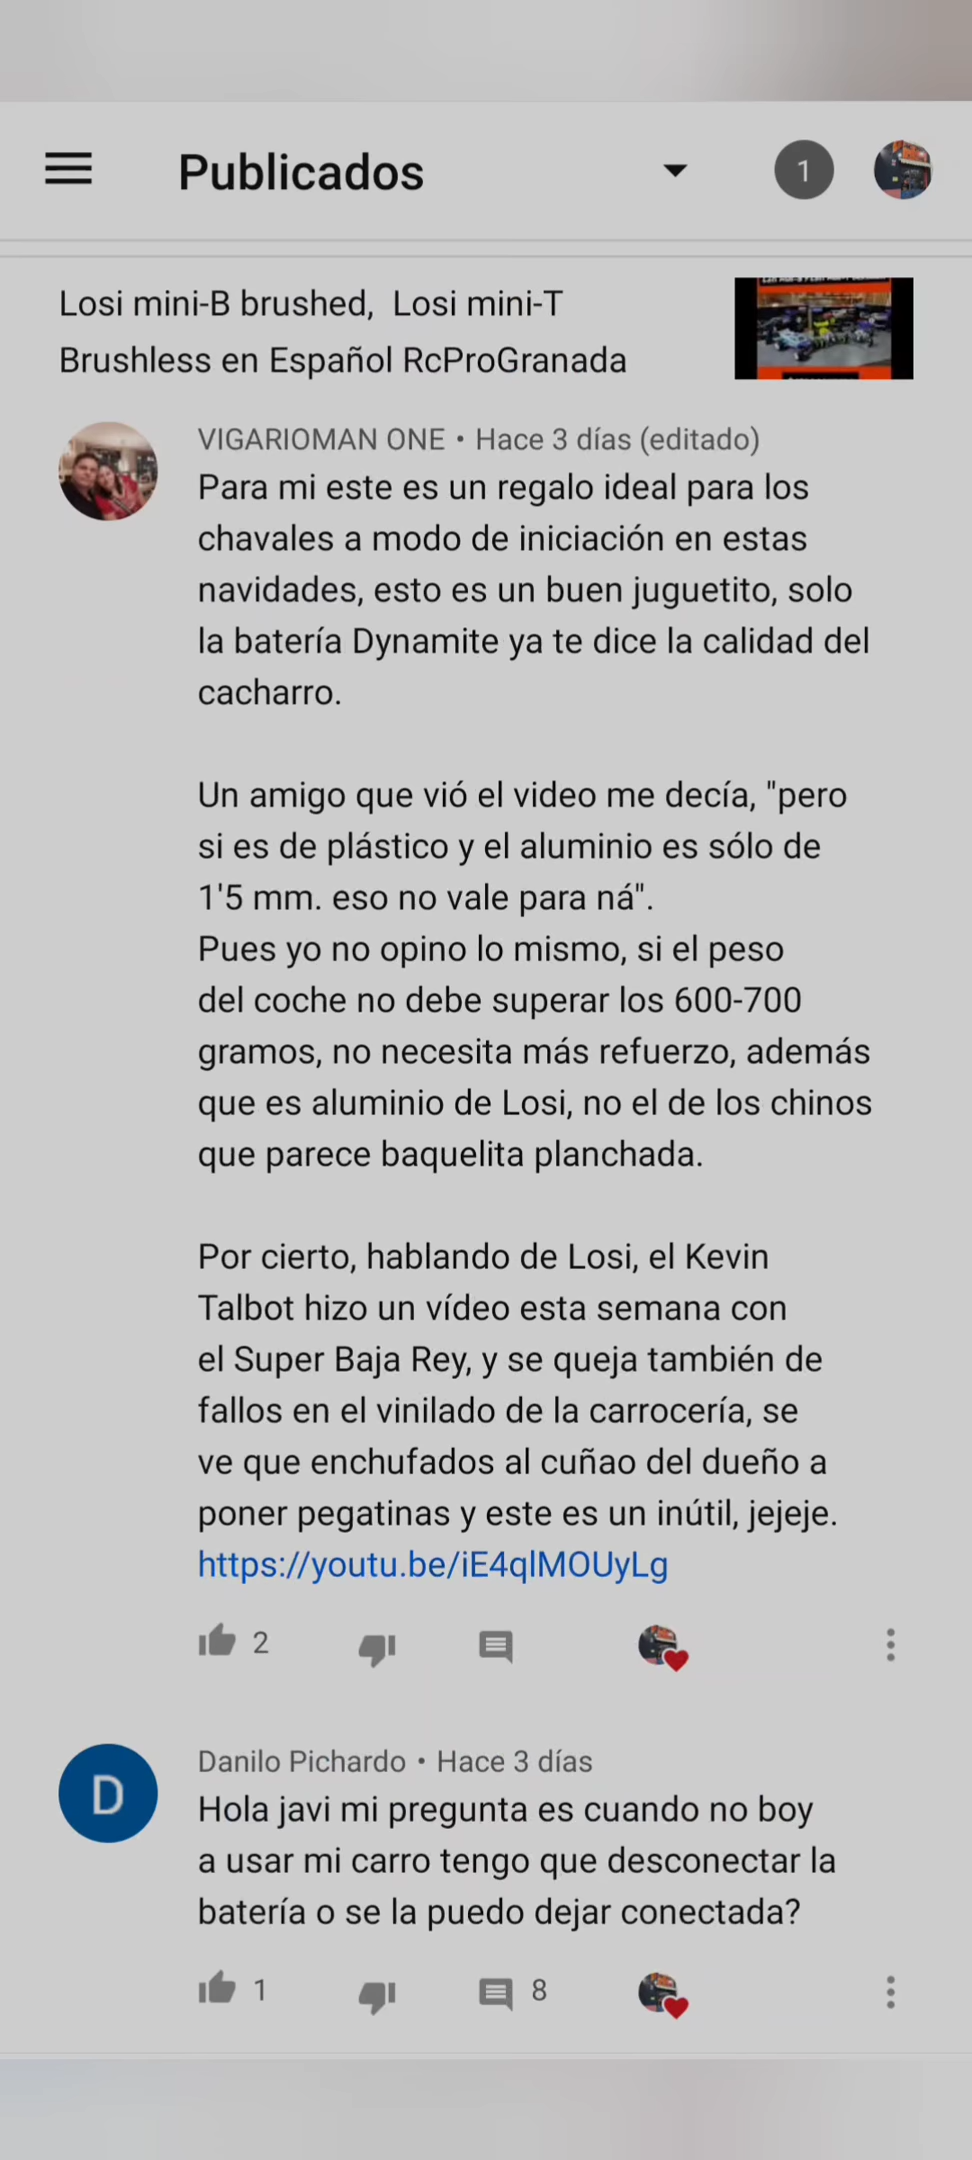 Publicados
1
Losi mini-B brushed,  Losi mini-T
Brushless en Español RcProGranada
VIGARIOMAN ONE • Hace 3 días (editado)
Para mi este es un regalo ideal para los
chavales a modo de iniciación en estas
navidades, esto es un buen juguetito, solo
la batería Dynamite ya te dice la calidad del
cacharro.
Un amigo que vió el video me decía, "pero
si es de plástico y el aluminio es sólo de
1'5 mm. eso no vale para ná".
Pues yo no opino lo mismo, si el peso
del coche no debe superar los 600-700
gramos, no necesita más refuerzo, además
que es aluminio de Losi, no el de los chinos
que parece baquelita planchada.
Por cierto, hablando de Losi, el Kevin
Talbot hizo un vídeo esta semana con
el Super Baja Rey, y se queja también de
fallos en el vinilado de la carrocería, se
ve que enchufados al cuñao del dueño a
poner pegatinas y este es un inútil, jejeje.
https://youtu.be/iE4qlMOUyLg
2
D
Danilo Pichardo • Hace 3 días
Hola javi mi pregunta es cuando no boy
a usar mi carro tengo que desconectar la
batería o se la puedo dejar conectada?
1
8